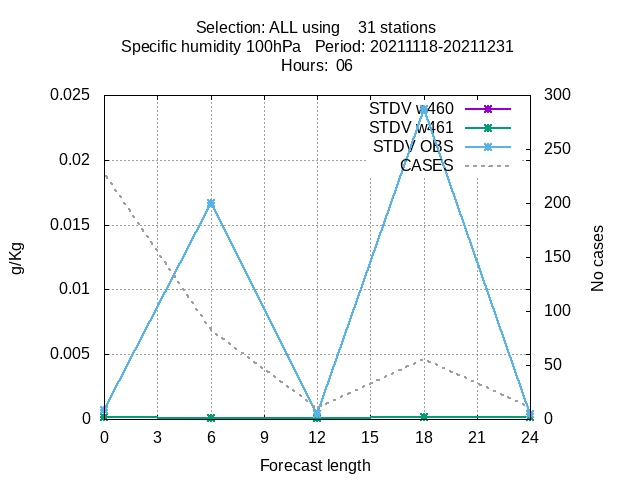 Selection: ALL using    31 stations
Specific humidity 100hPa   Period: 20211118-20211231
Hours:  06
STDV w460
STDV w461
STDV OBS
CASES
0.025
0.02
0.015
0.01
0.005
0
300
250
200
150
100
50
0
g/Kg
No cases
0 3 6 9 12 15 18 21 24
Forecast length